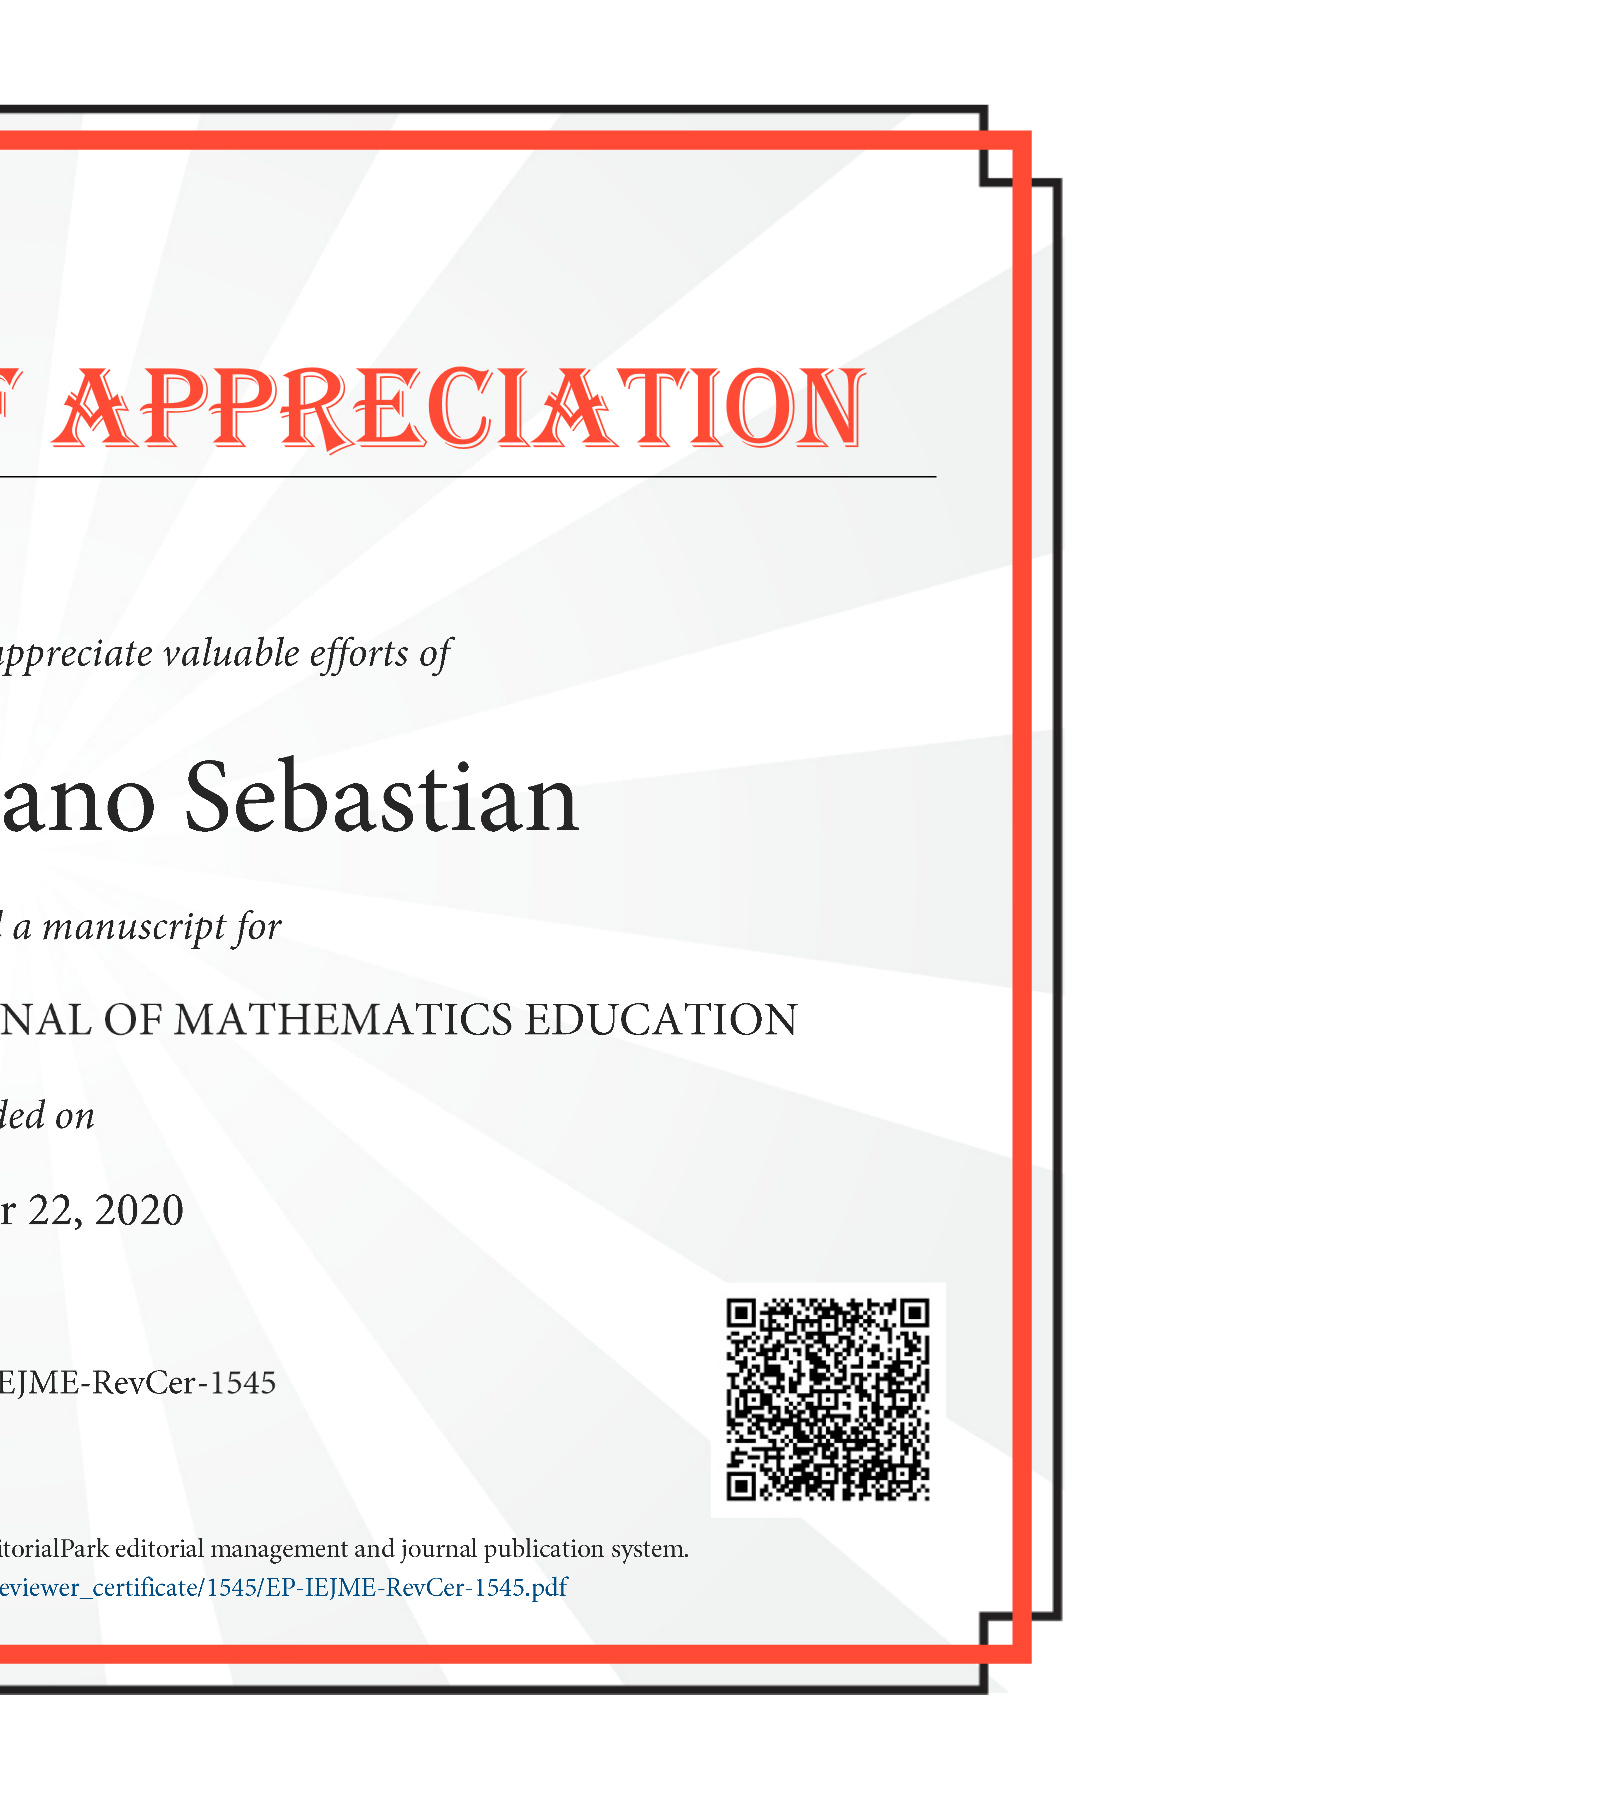 F APPRECIATION
appreciate valuable efforts of
ano Sebastian
d a manuscript for
NAL OF MATHEMATICS EDUCATION
ded on
r 22, 2020
EJME-RevCer-1545
itorialPark editorial management and journal publication system.
eviewer_certificate/1545/EP-IEJME-RevCer-1545.pdf